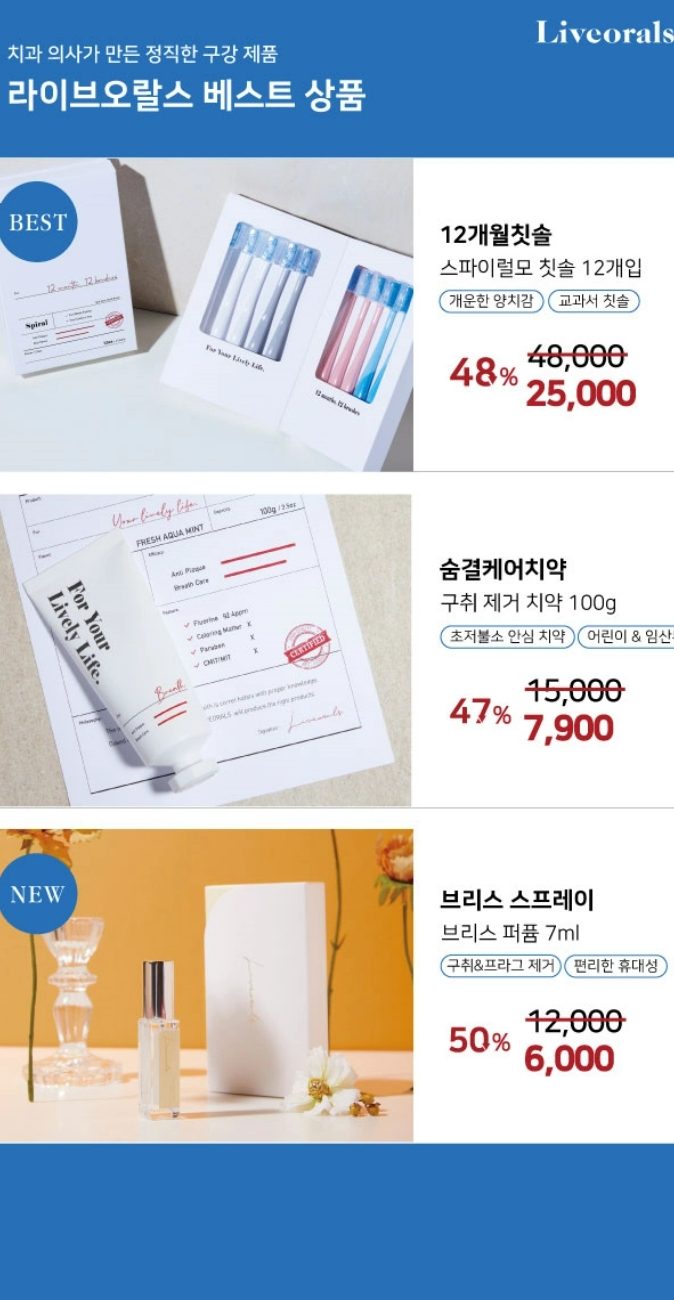 Liveorals
치과 의사가 만든 정직한 구강 제품
라이브오랄스 베스트 상품
BEST
12 month, 12 brushes
Spiral
For Your Lively Life.
12 month, 12 brushes
12개월칫솔
스파이럴모 칫솔 12개입
개운한 양치감
교과서 칫솔
48% 48,000
25,000
Your lively life.
100g / 3.5oz
FRESH AQUA MINT
Anti Plaque
Breath Care
Fluorine
Coloring Matter X
Paraben X
CMIT/MIT X
CERTIFIED
For Your
Lively Life.
Breath
숨결케어치약
구취 제거 치약 100g
초저불소 안심 치약
어린이 & 임산
47% 15,000
7,900
NEW
브리스 스프레이
브리스 퍼퓸 7ml
구취&프라그 제거
편리한 휴대성
50% 12,000
6,000